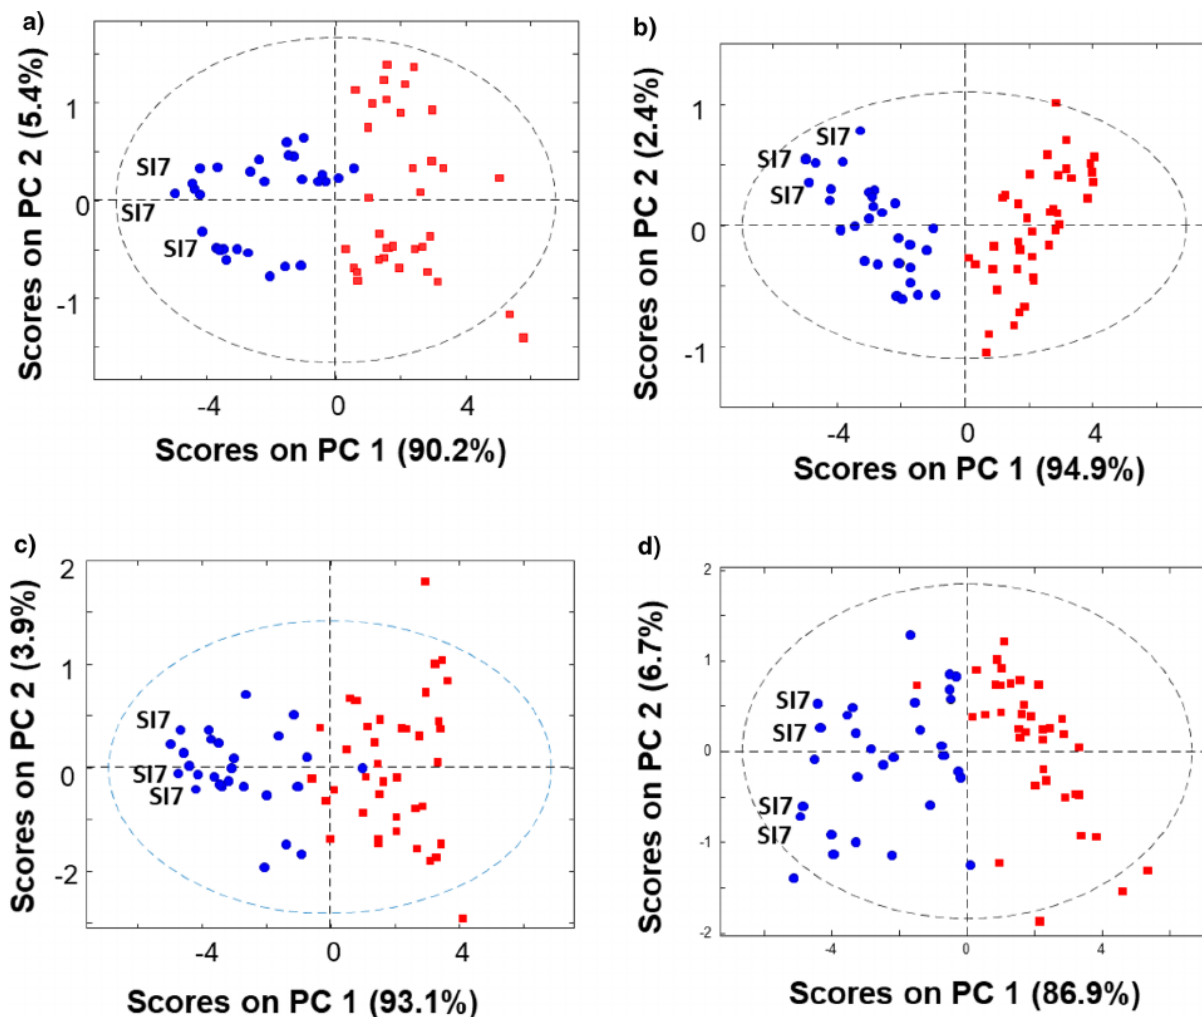 a)
Scores on PC 2 (5.4%)
1
0
-1
SI7
SI7
SI7
-4
0
4
Scores on PC 1 (90.2%)
b)
Scores on PC 2 (2.4%)
1
0
-1
SI7
SI7
SI7
-4
0
4
Scores on PC 1 (94.9%)
c)
Scores on PC 2 (3.9%)
2
1
0
-2
SI7
SI7
SI7
-4
0
4
Scores on PC 1 (93.1%)
d)
Scores on PC 2 (6.7%)
2
1
0
-1
-2
SI7
SI7
SI7
SI7
-4
0
4
Scores on PC 1 (86.9%)